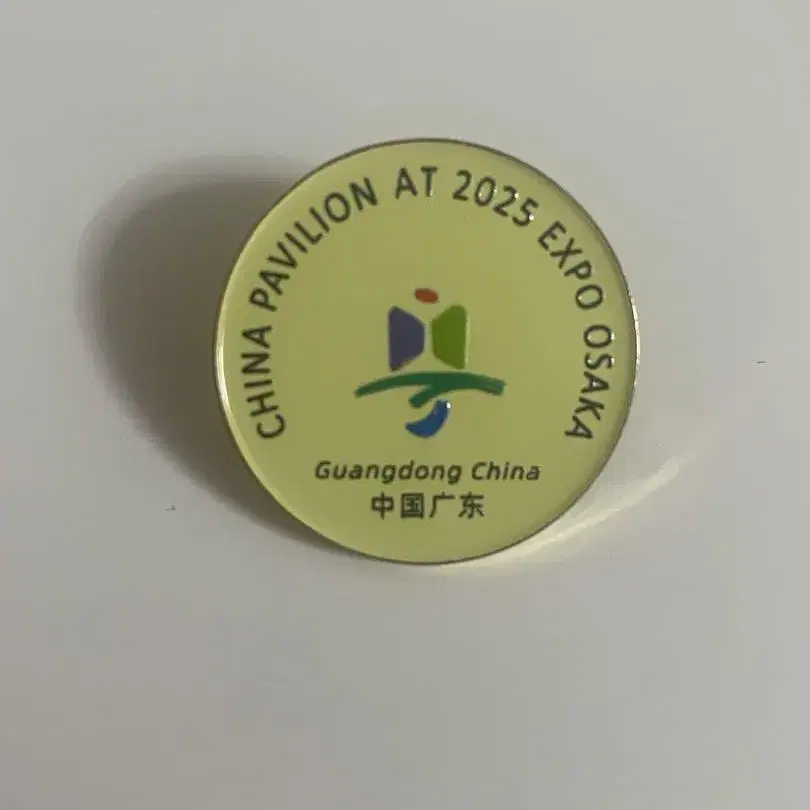 CHINA PAVILION AT 2025 EXPO OSAKA
Guangdong China
中国广东